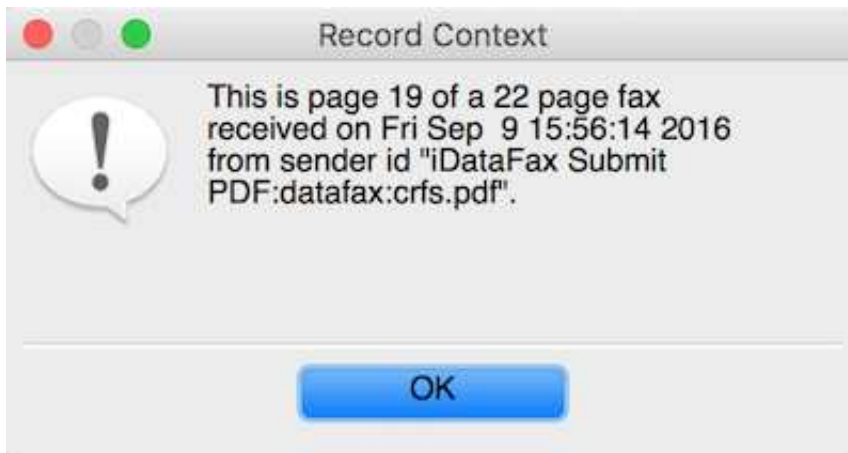 Record Context
This is page 19 of a 22 page fax
received on Fri Sep  9 15:56:14 2016
from sender id "iDataFax Submit
PDF:datafax:crfs.pdf".
OK